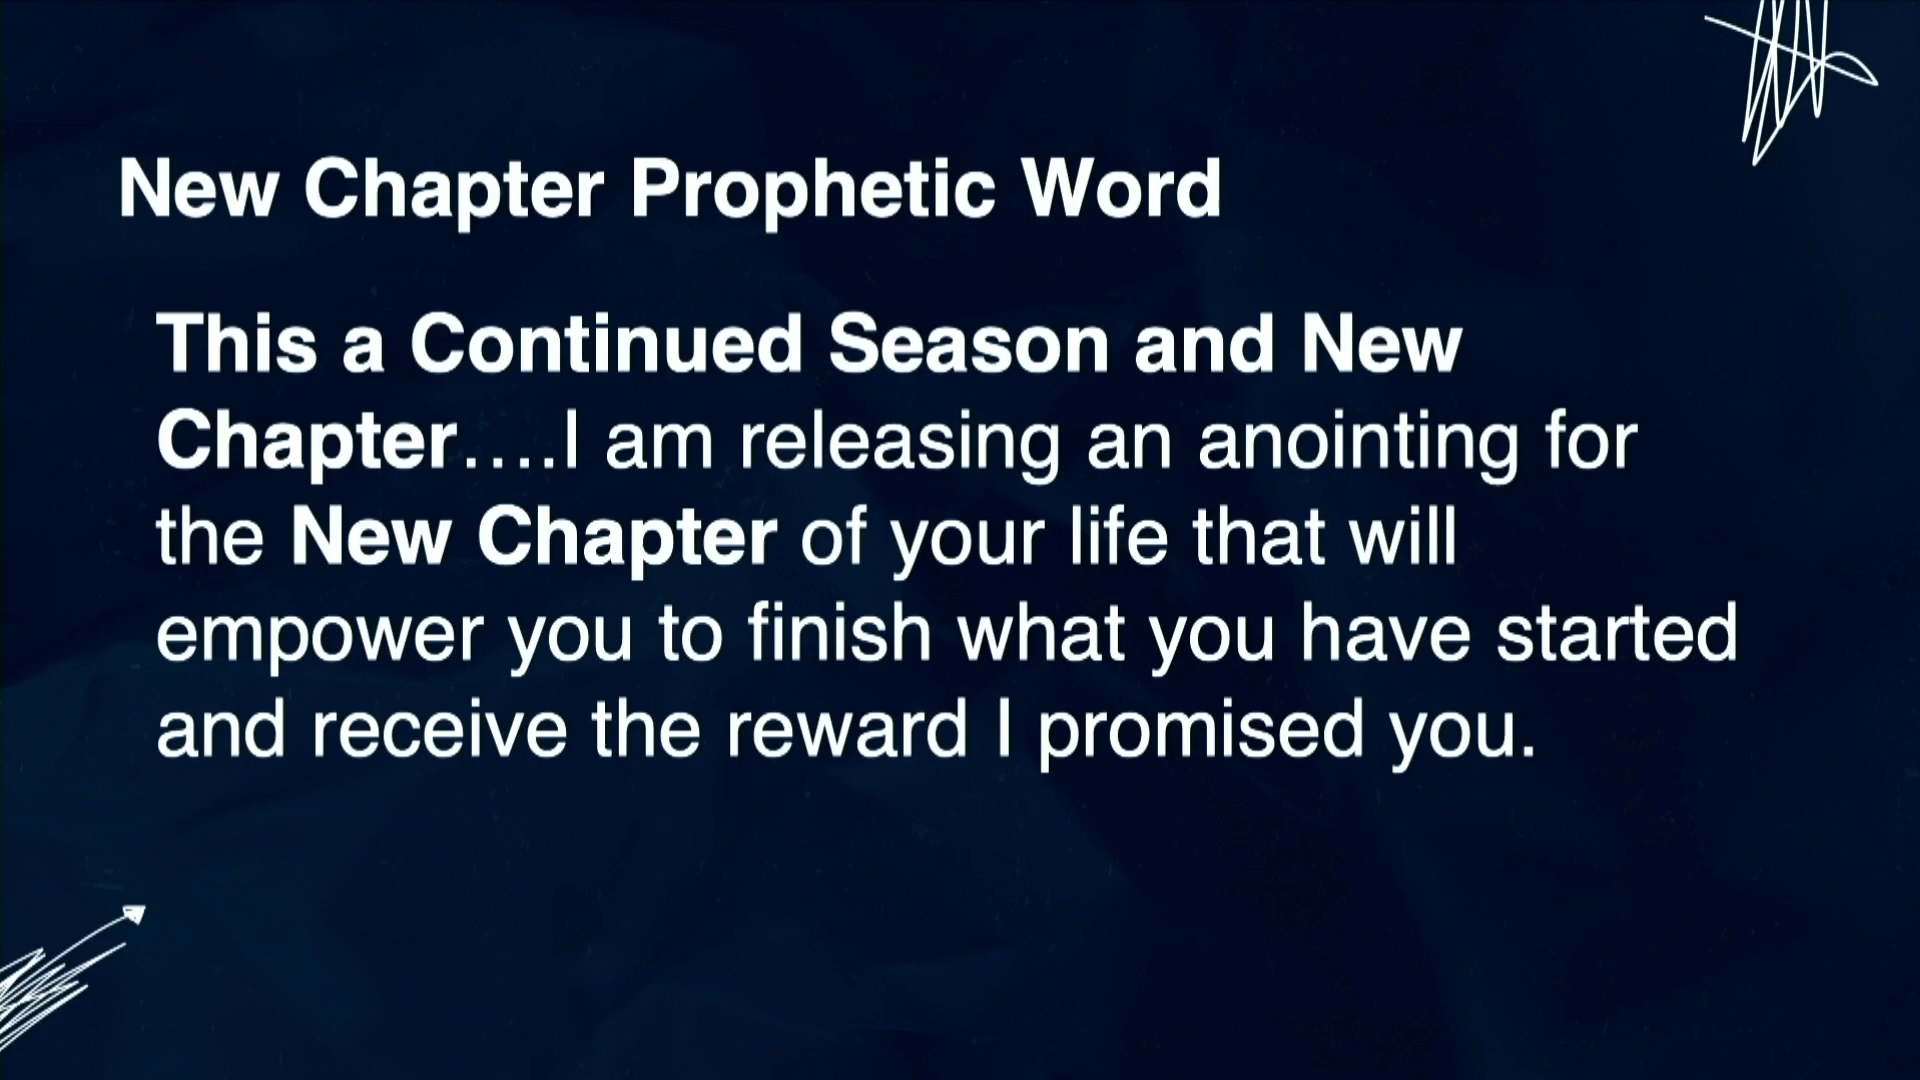 New Chapter Prophetic Word
This a Continued Season and New
Chapter....I am releasing an anointing for
the New Chapter of your life that will
empower you to finish what you have started
and receive the reward I promised you.